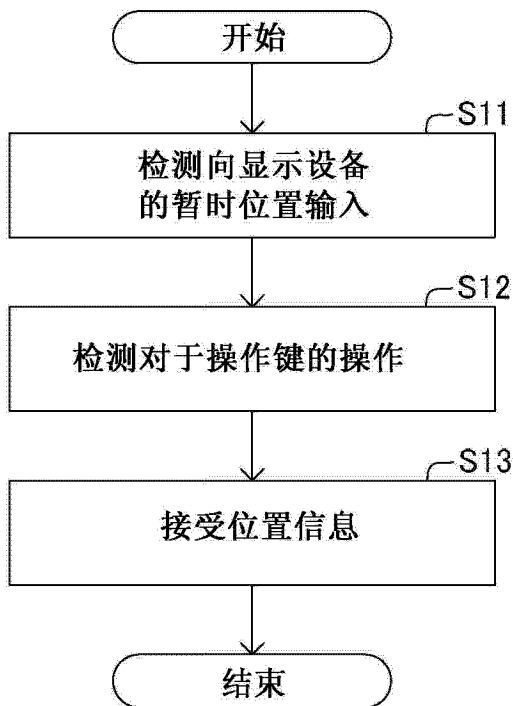 开始
S11
检测向显示设备
的暂时位置输入
S12
检测对于操作键的操作
S13
接受位置信息
结束